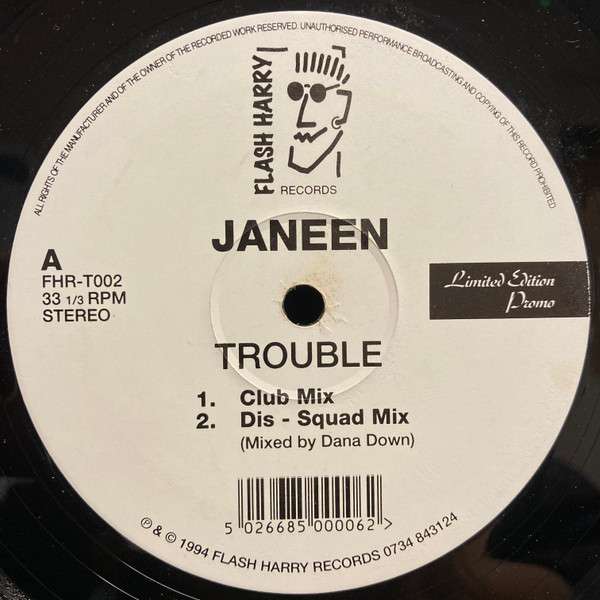 ALL RIGHTS OF THE MANUFACTURER AND OF THE OWNER OF THE RECORDED WORK RESERVED. UNAUTHORISED PERFORMANCE BROADCASTING AND COPYING OF THIS RECORD PROHIBITED
FLASH HARRY
RECORDS
JANEEN
A
FHR-T002
33 1/3 RPM
STEREO
Limited Edition
Promo
TROUBLE
1. Club Mix
2. Dis - Squad Mix
(Mixed by Dana Down)
5 026685 000062 >
℗ & © 1994 FLASH HARRY RECORDS 0734 843124